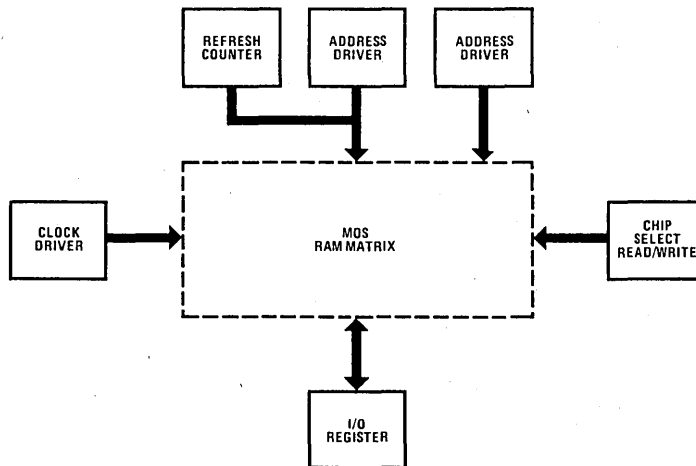 REFRESH
COUNTER
ADDRESS
DRIVER
ADDRESS
DRIVER
CLOCK
DRIVER
MOS
RAM MATRIX
CHIP
SELECT
READ/WRITE
I/O
REGISTER